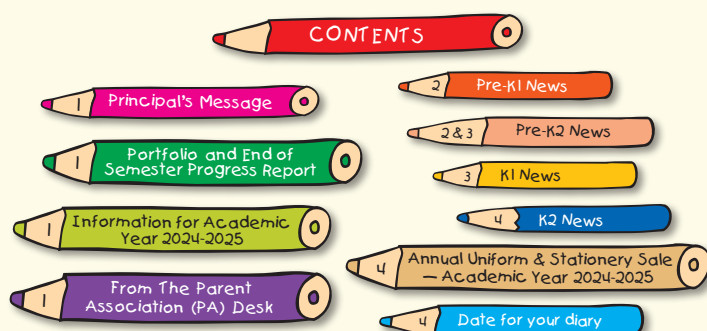 CONTENTS
1 Principal's Message
1 Portfolio and End of
Semester Progress Report
1 Information for Academic
Year 2024-2025
1 From The Parent
Association (PA) Desk
2 Pre-K1 News
2 & 3 Pre-K2 News
3 K1 News
4 K2 News
4 Annual Uniform & Stationery Sale
— Academic Year 2024-2025
4 Date for your diary